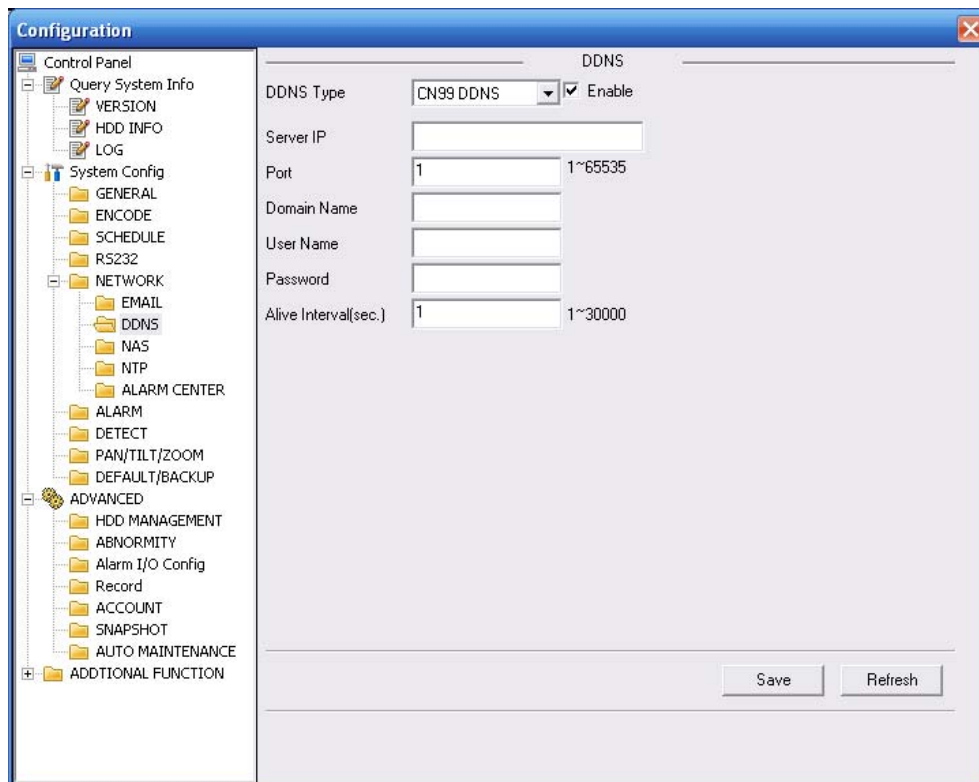 Configuration
Control Panel
Query System Info
VERSION
HDD INFO
LOG
System Config
GENERAL
ENCODE
SCHEDULE
RS232
NETWORK
EMAIL
DDNS
NAS
NTP
ALARM CENTER
ALARM
DETECT
PAN/TILT/ZOOM
DEFAULT/BACKUP
ADVANCED
HDD MANAGEMENT
ABNORMITY
Alarm I/O Config
Record
ACCOUNT
SNAPSHOT
AUTO MAINTENANCE
ADDTIONAL FUNCTION
DDNS
DDNS Type CN99 DDNS Enable
Server IP
Port 1 1~65535
Domain Name
User Name
Password
Alive Interval(sec.) 1 1~30000
Save Refresh